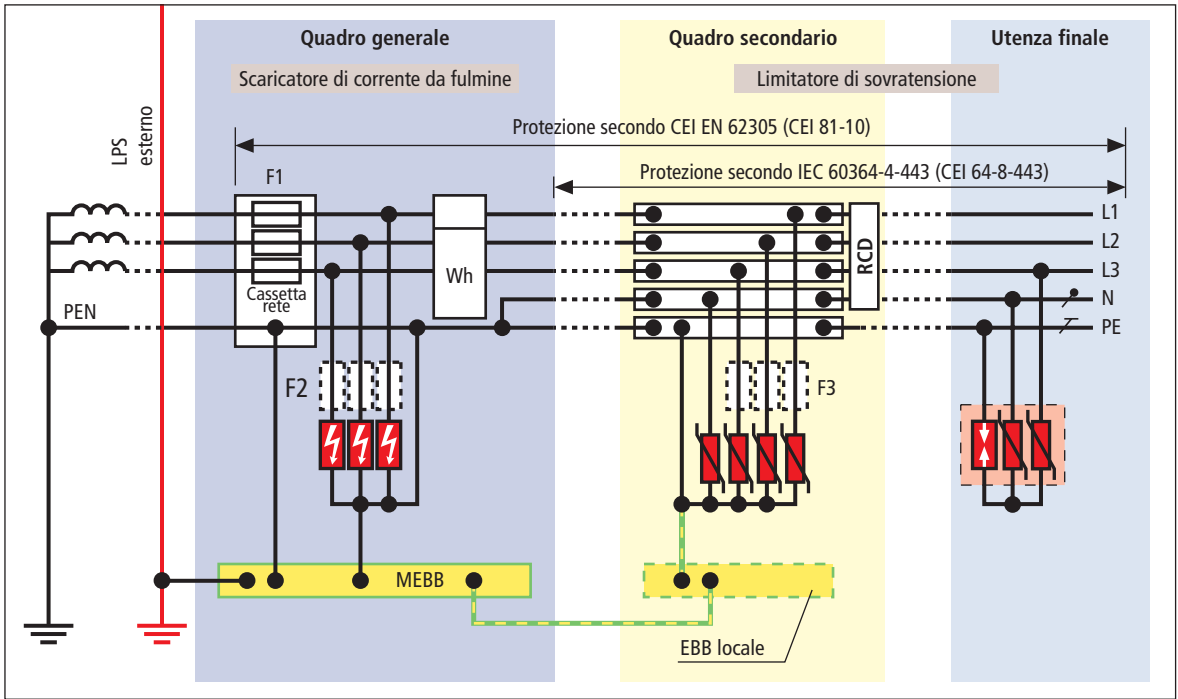 Quadro generale
Quadro secondario
Utenza finale
Scaricatore di corrente da fulmine
Limitatore di sovratensione
LPS
esterno
Protezione secondo CEI EN 62305 (CEI 81-10)
Protezione secondo IEC 60364-4-443 (CEI 64-8-443)
F1
L1
L2
L3
N
PE
RCD
Wh
Cassetta
rete
PEN
F2
F3
MEBB
EBB locale